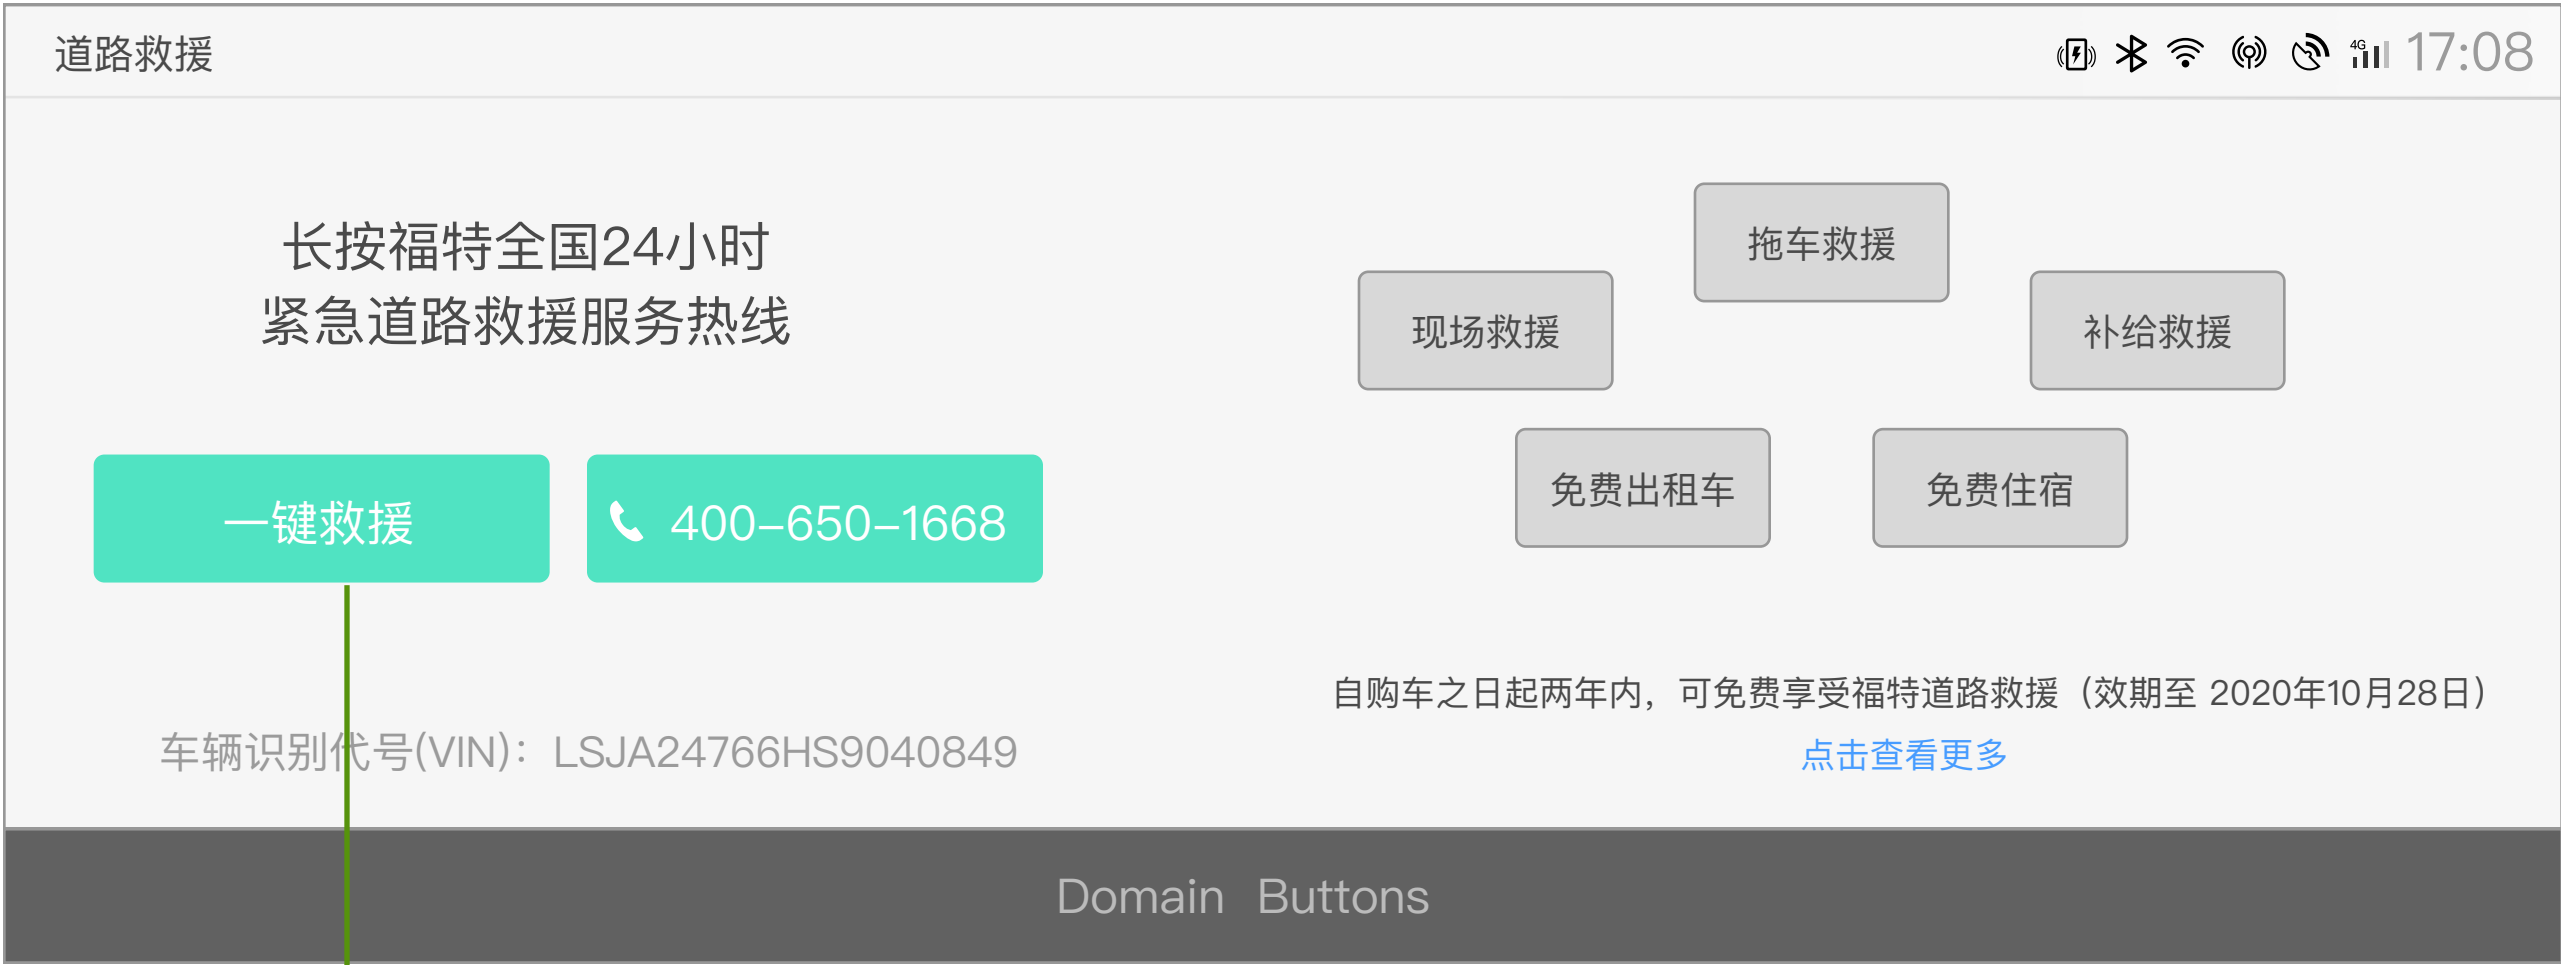 道路救援
4G 17:08
长按福特全国24小时
紧急道路救援服务热线
一键救援
400-650-1668
车辆识别代号(VIN)：LSJA24766HS9040849
拖车救援
现场救援
补给救援
免费出租车
免费住宿
自购车之日起两年内，可免费享受福特道路救援（效期至 2020年10月28日）
点击查看更多
Domain Buttons